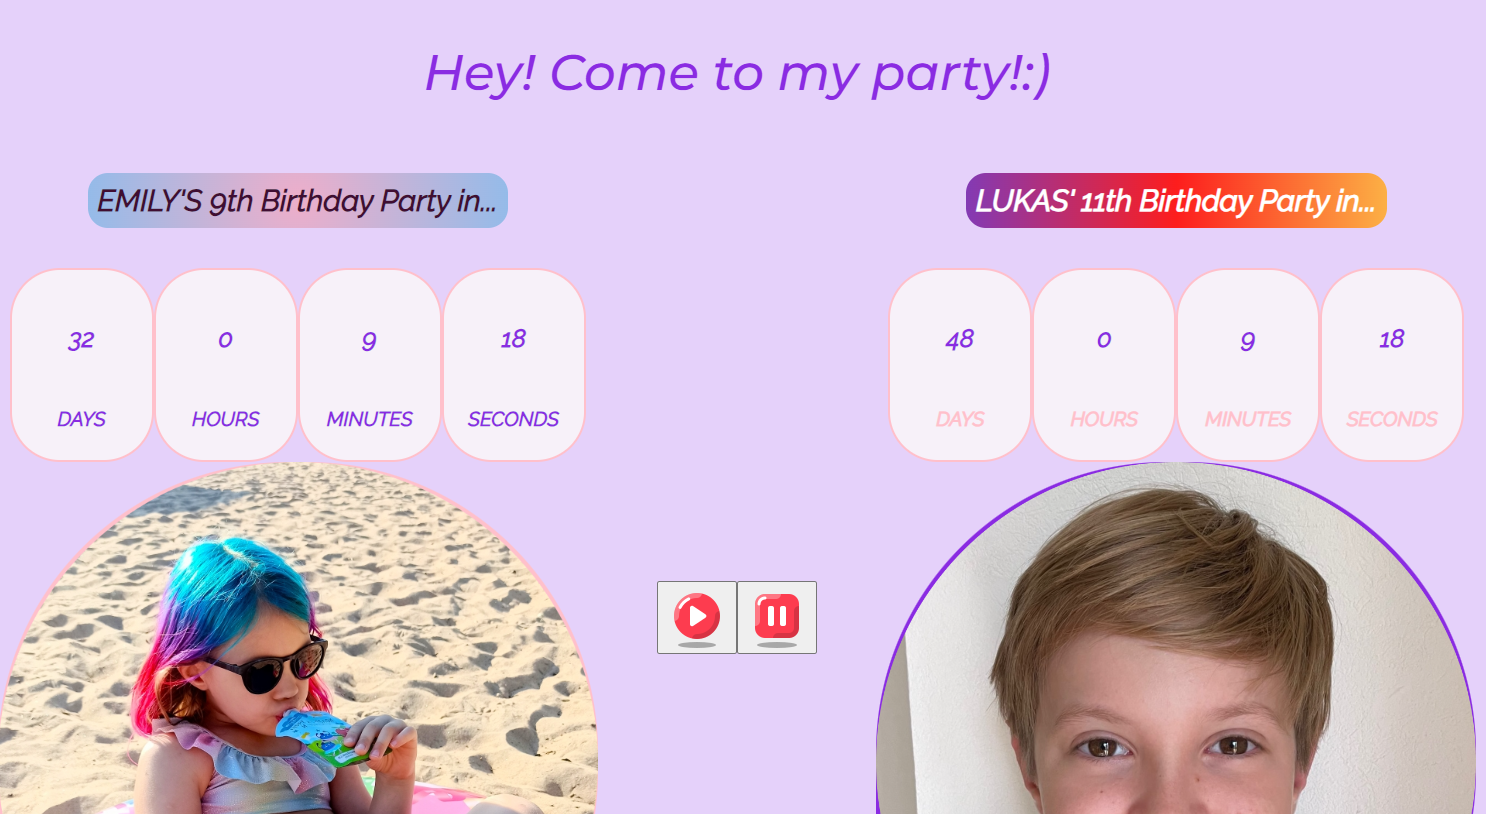 Hey! Come to my party!:)
EMILY'S 9th Birthday Party in...
32 0 9 18
DAYS HOURS MINUTES SECONDS
LUKAS' 11th Birthday Party in...
48 0 9 18
DAYS HOURS MINUTES SECONDS